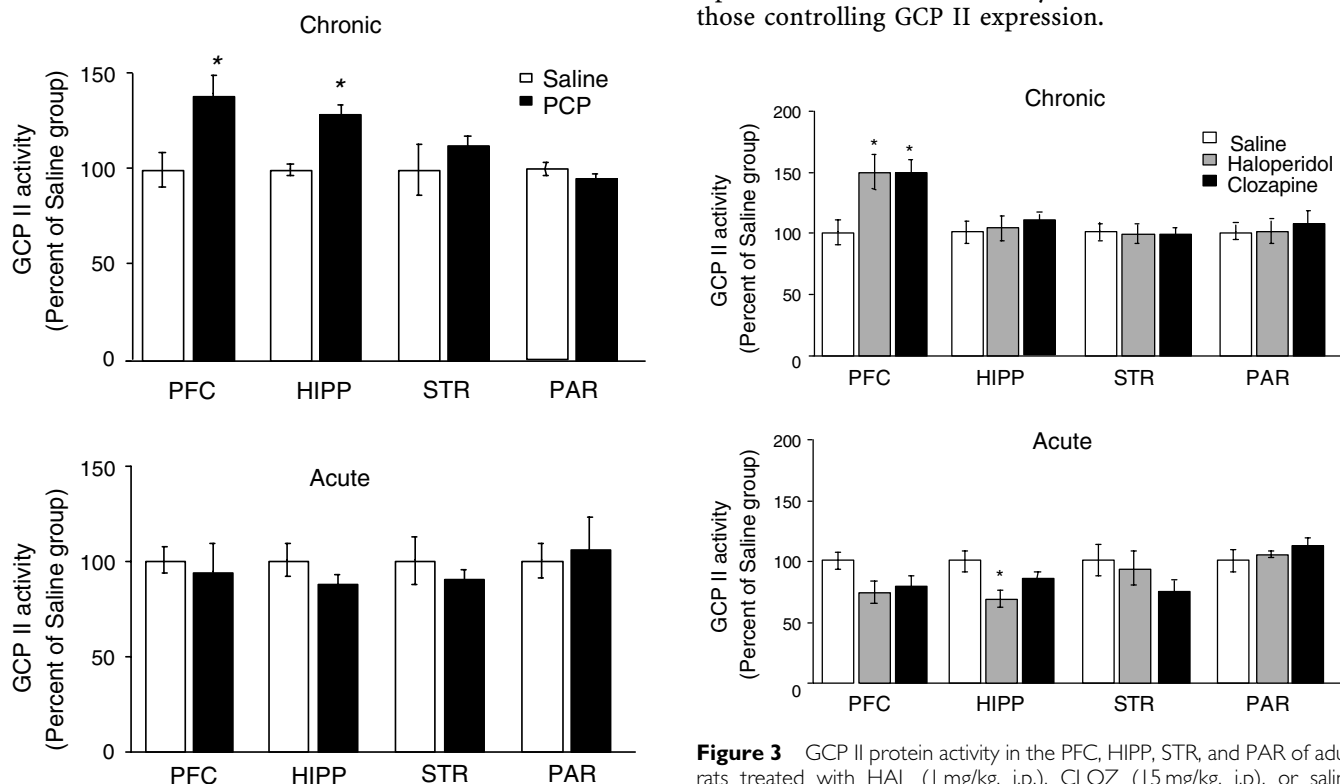 Chronic
150
100
50
0
GCP II activity
(Percent of Saline group)
*
*
Saline
PCP
PFC HIPP STR PAR
Acute
150
100
50
0
GCP II activity
(Percent of Saline group)
PFC HIPP STR PAR
those controlling GCP II expression.
Chronic
200
150
100
50
0
GCP II activity
(Percent of Saline group)
* *
Saline
Haloperidol
Clozapine
PFC HIPP STR PAR
Acute
200
150
100
50
0
GCP II activity
(Percent of Saline group)
*
PFC HIPP STR PAR
Figure 3 GCP II protein activity in the PFC, HIPP, STR, and PAR of adu
rats treated with HAL (1 mg/kg, i.p.), CLOZ (15 mg/kg, i.p), or salin